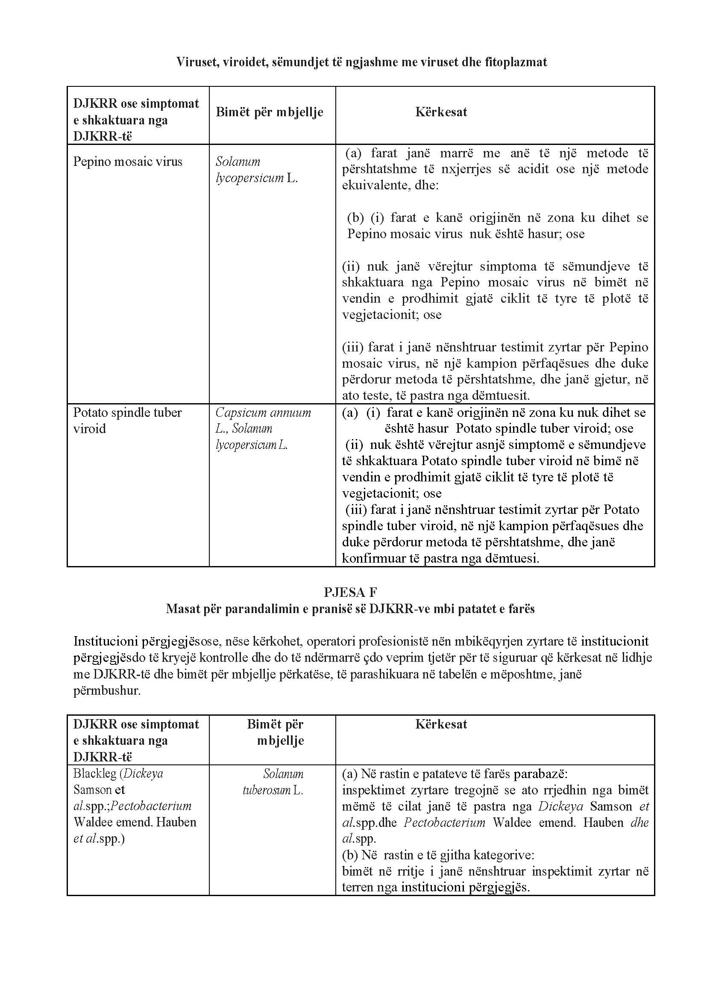 Viruset, viroidet, sëmundjet të ngjashme me viruset dhe fitoplazmat
DJKRR ose simptomat
e shkaktuara nga
DJKRR-të
Bimët për mbjellje
Kërkesat
Pepino mosaic virus
Solanum
lycopersicum L.
(a) farat janë marrë me anë të një metode të
përshtatshme të nxjerrjes së acidit ose një metode
ekuivalente, dhe:
(b) (i) farat e kanë origjinën në zona ku dihet se
Pepino mosaic virus nuk është hasur; ose
(ii) nuk janë vërejtur simptoma të sëmundjeve të
shkaktuara nga Pepino mosaic virus në bimët në
vendin e prodhimit gjatë ciklit të tyre të plotë të
vegjetacionit; ose
(iii) farat i janë nënshtruar testimit zyrtar për Pepino
mosaic virus, në një kampion përfaqësues dhe duke
përdorur metoda të përshtatshme, dhe janë gjetur, në
ato teste, të pastra nga dëmtuesit.
Potato spindle tuber
viroid
Capsicum annuum
L., Solanum
lycopersicum L.
(a) (i) farat e kanë origjinën në zona ku nuk dihet se
është hasur Potato spindle tuber viroid; ose
(ii) nuk është vërejtur asnjë simptomë e sëmundjeve
të shkaktuara Potato spindle tuber viroid në bimë në
vendin e prodhimit gjatë ciklit të tyre të plotë të
vegjetacionit; ose
(iii) farat i janë nënshtruar testimit zyrtar për Potato
spindle tuber viroid, në një kampion përfaqësues dhe
duke përdorur metoda të përshtatshme, dhe janë
konfirmuar të pastra nga dëmtuesi.
PJESA F
Masat për parandalimin e pranisë së DJKRR-ve mbi patatet e farës
Institucioni përgjegjësose, nëse kërkohet, operatori profesionistë nën mbikëqyrjen zyrtare të institucionit
përgjegjësdo të kryejë kontrolle dhe do të ndërmarrë çdo veprim tjetër për të siguruar që kërkesat në lidhje
me DJKRR-të dhe bimët për mbjellje përkatëse, të parashikuara në tabelën e mëposhtme, janë
përmbushur.
DJKRR ose simptomat
e shkaktuara nga
DJKRR-të
Bimët për
mbjellje
Kërkesat
Blackleg (Dickeya
Samson et
al.spp.;Pectobacterium
Waldee emend. Hauben
et al.spp.)
Solanum
tuberosum L.
(a) Në rastin e patateve të farës parabazë:
inspektimet zyrtare tregojnë se ato rrjedhin nga bimët
mëmë të cilat janë të pastra nga Dickeya Samson et
al.spp.dhe Pectobacterium Waldee emend. Hauben dhe
al.spp.
(b) Në rastin e të gjitha kategorive:
bimët në rritje i janë nënshtruar inspektimit zyrtar në
terren nga institucioni përgjegjës.